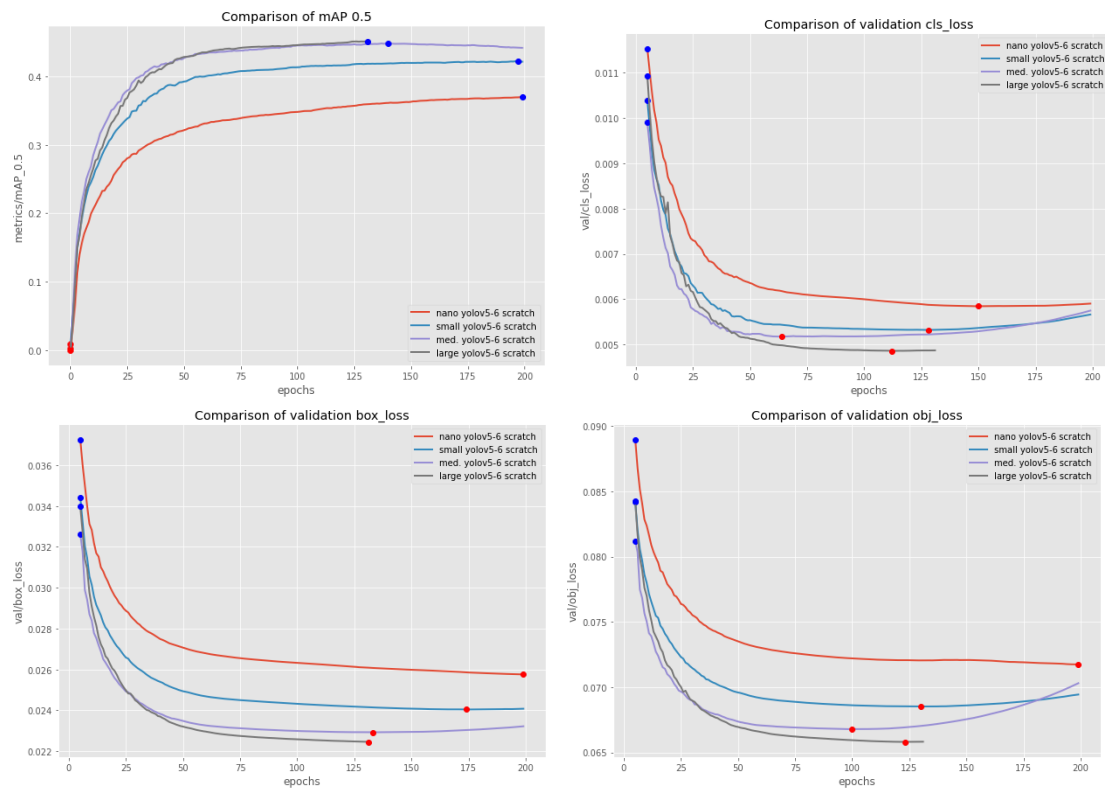 Comparison of mAP 0.5
metrics/mAP_0.5
0.4
0.3
0.2
0.1
0.0
nano yolov5-6 scratch
small yolov5-6 scratch
med. yolov5-6 scratch
large yolov5-6 scratch
0 25 50 75 100 125 150 175 200
epochs
Comparison of validation cls_loss
val/cls_loss
0.011
0.010
0.009
0.008
0.007
0.006
0.005
nano yolov5-6 scratch
small yolov5-6 scratch
med. yolov5-6 scratch
large yolov5-6 scratch
0 25 50 75 100 125 150 175 200
epochs
Comparison of validation box_loss
val/box_loss
0.036
0.034
0.032
0.030
0.028
0.026
0.024
0.022
nano yolov5-6 scratch
small yolov5-6 scratch
med. yolov5-6 scratch
large yolov5-6 scratch
0 25 50 75 100 125 150 175 200
epochs
Comparison of validation obj_loss
val/obj_loss
0.090
0.085
0.080
0.075
0.070
0.065
nano yolov5-6 scratch
small yolov5-6 scratch
med. yolov5-6 scratch
large yolov5-6 scratch
0 25 50 75 100 125 150 175 200
epochs